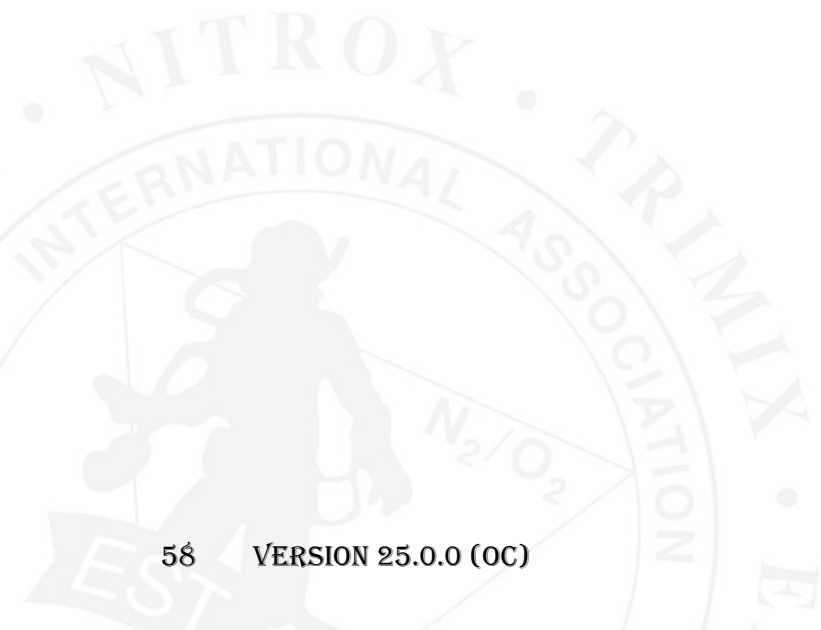 • NITROX • TRIMIX •
INTERNATIONAL ASSOCIATION
N2/O2
EST
58 VERSION 25.0.0 (OC)